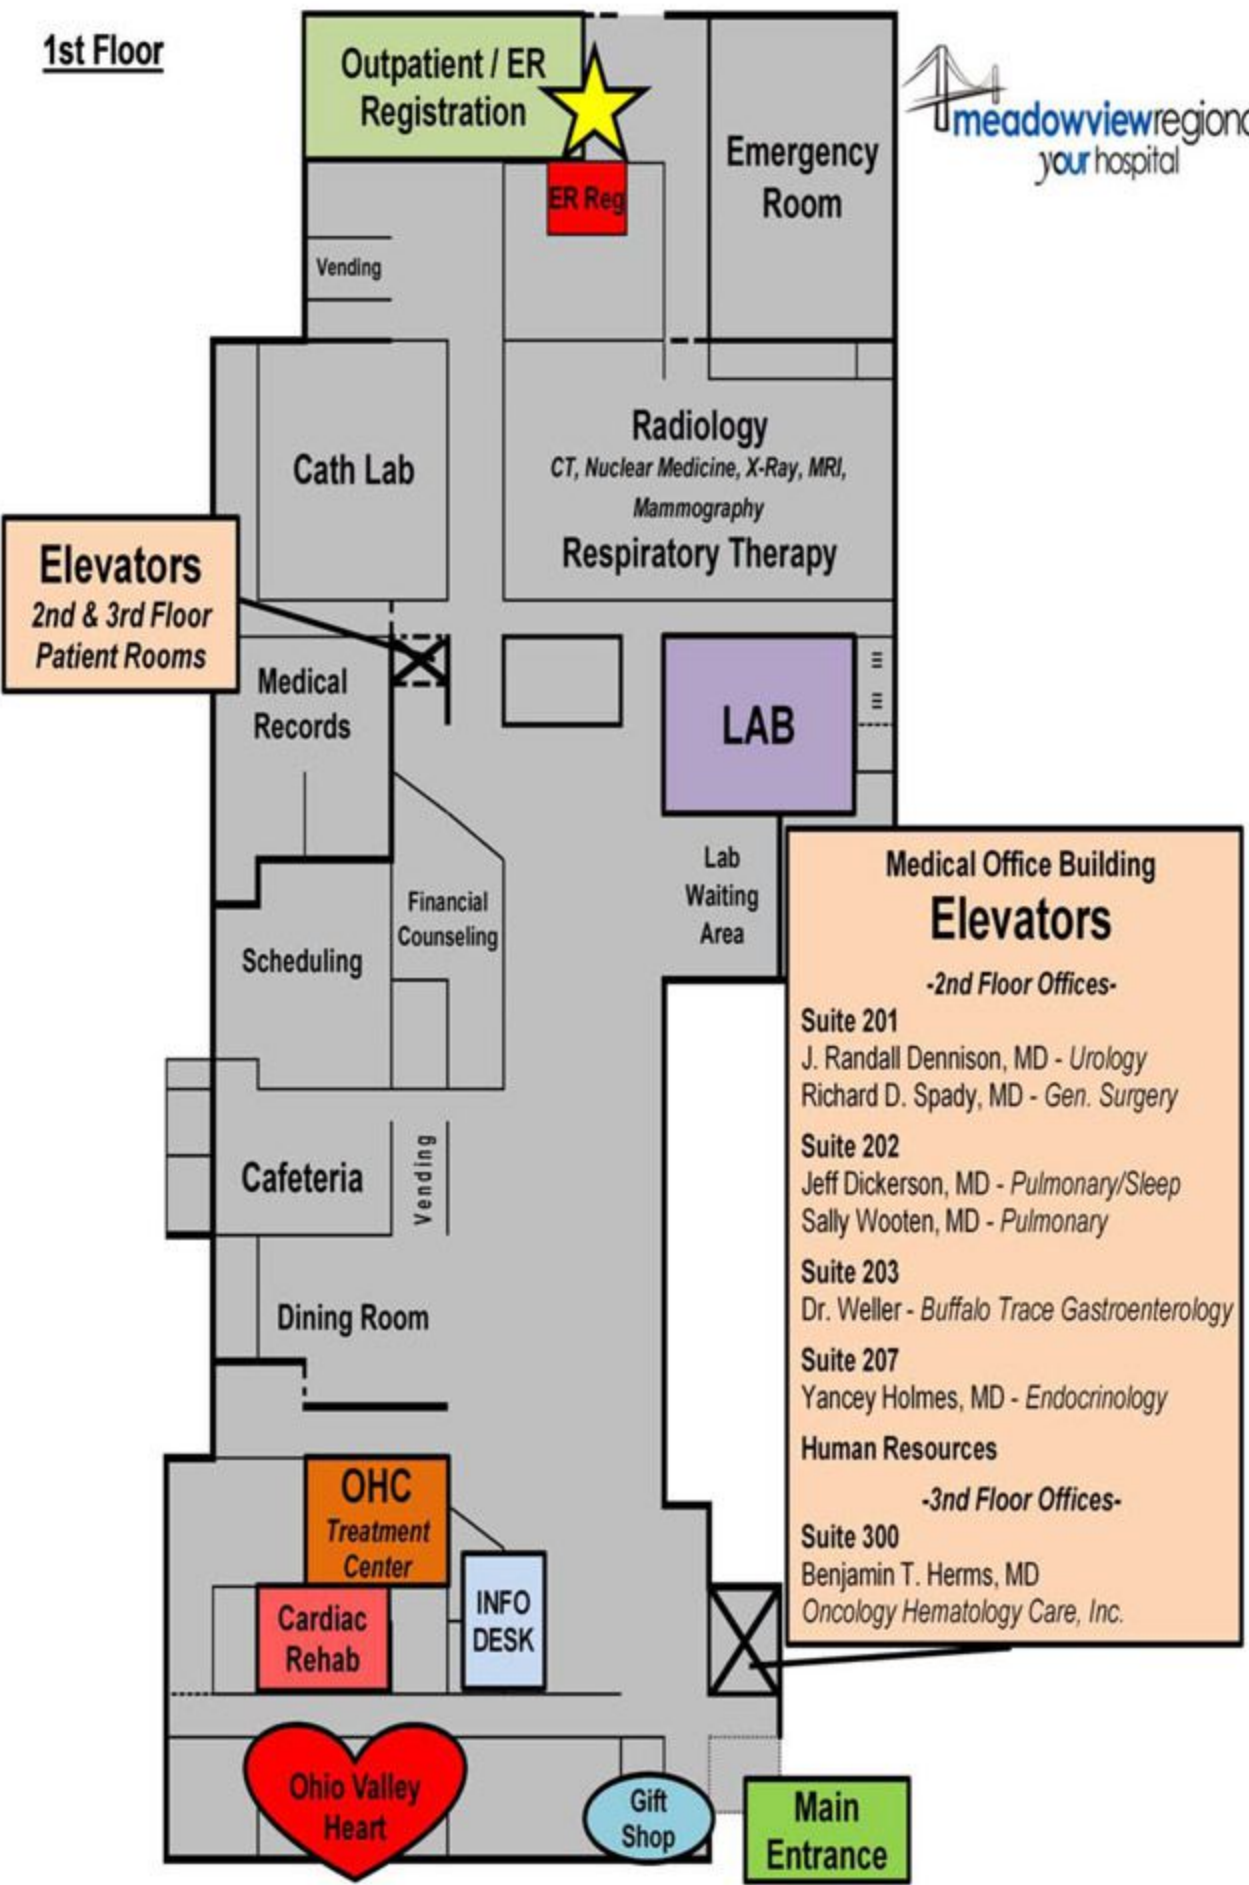 1st Floor
Outpatient / ER
Registration
meadowviewregiona
your hospital
Emergency
Room
ER Reg
Vending
Radiology
CT, Nuclear Medicine, X-Ray, MRI,
Mammography
Respiratory Therapy
Cath Lab
Elevators
2nd & 3rd Floor
Patient Rooms
Medical
Records
LAB
Lab
Waiting
Area
Financial
Counseling
Scheduling
Cafeteria
Vending
Dining Room
Medical Office Building
Elevators
-2nd Floor Offices-
Suite 201
J. Randall Dennison, MD - Urology
Richard D. Spady, MD - Gen. Surgery
Suite 202
Jeff Dickerson, MD - Pulmonary/Sleep
Sally Wooten, MD - Pulmonary
Suite 203
Dr. Weller - Buffalo Trace Gastroenterology
Suite 207
Yancey Holmes, MD - Endocrinology
Human Resources
-3nd Floor Offices-
Suite 300
Benjamin T. Herms, MD
Oncology Hematology Care, Inc.
OHC
Treatment
Center
INFO
DESK
Cardiac
Rehab
Ohio Valley
Heart
Gift
Shop
Main
Entrance